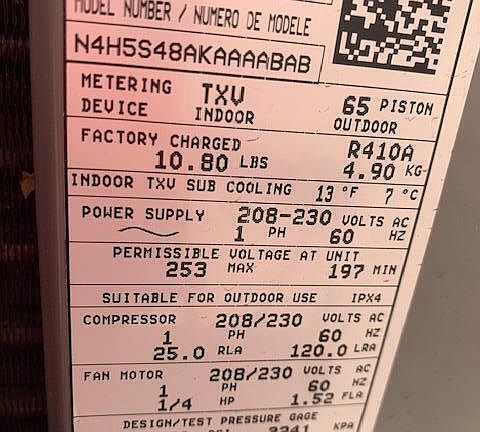 MODEL NUMBER / NUMERO DE MODELE
N4H5S48AKAAAABAB
METERING DEVICE TXV INDOOR 65 PISTON OUTDOOR
FACTORY CHARGED R410A
10.80 LBS 4.90 KG
INDOOR TXV SUB COOLING 13 °F 7 °C
POWER SUPPLY 208-230 VOLTS AC
1 PH 60 HZ
PERMISSIBLE VOLTAGE AT UNIT
253 MAX 197 MIN
SUITABLE FOR OUTDOOR USE IPX4
COMPRESSOR 208/230 VOLTS AC
1 PH 60 HZ
25.0 RLA 120.0 LRA
FAN MOTOR 208/230 VOLTS AC
1 PH 60 HZ
1/4 HP 1.52 FLA
DESIGN/TEST PRESSURE GAGE
KPA